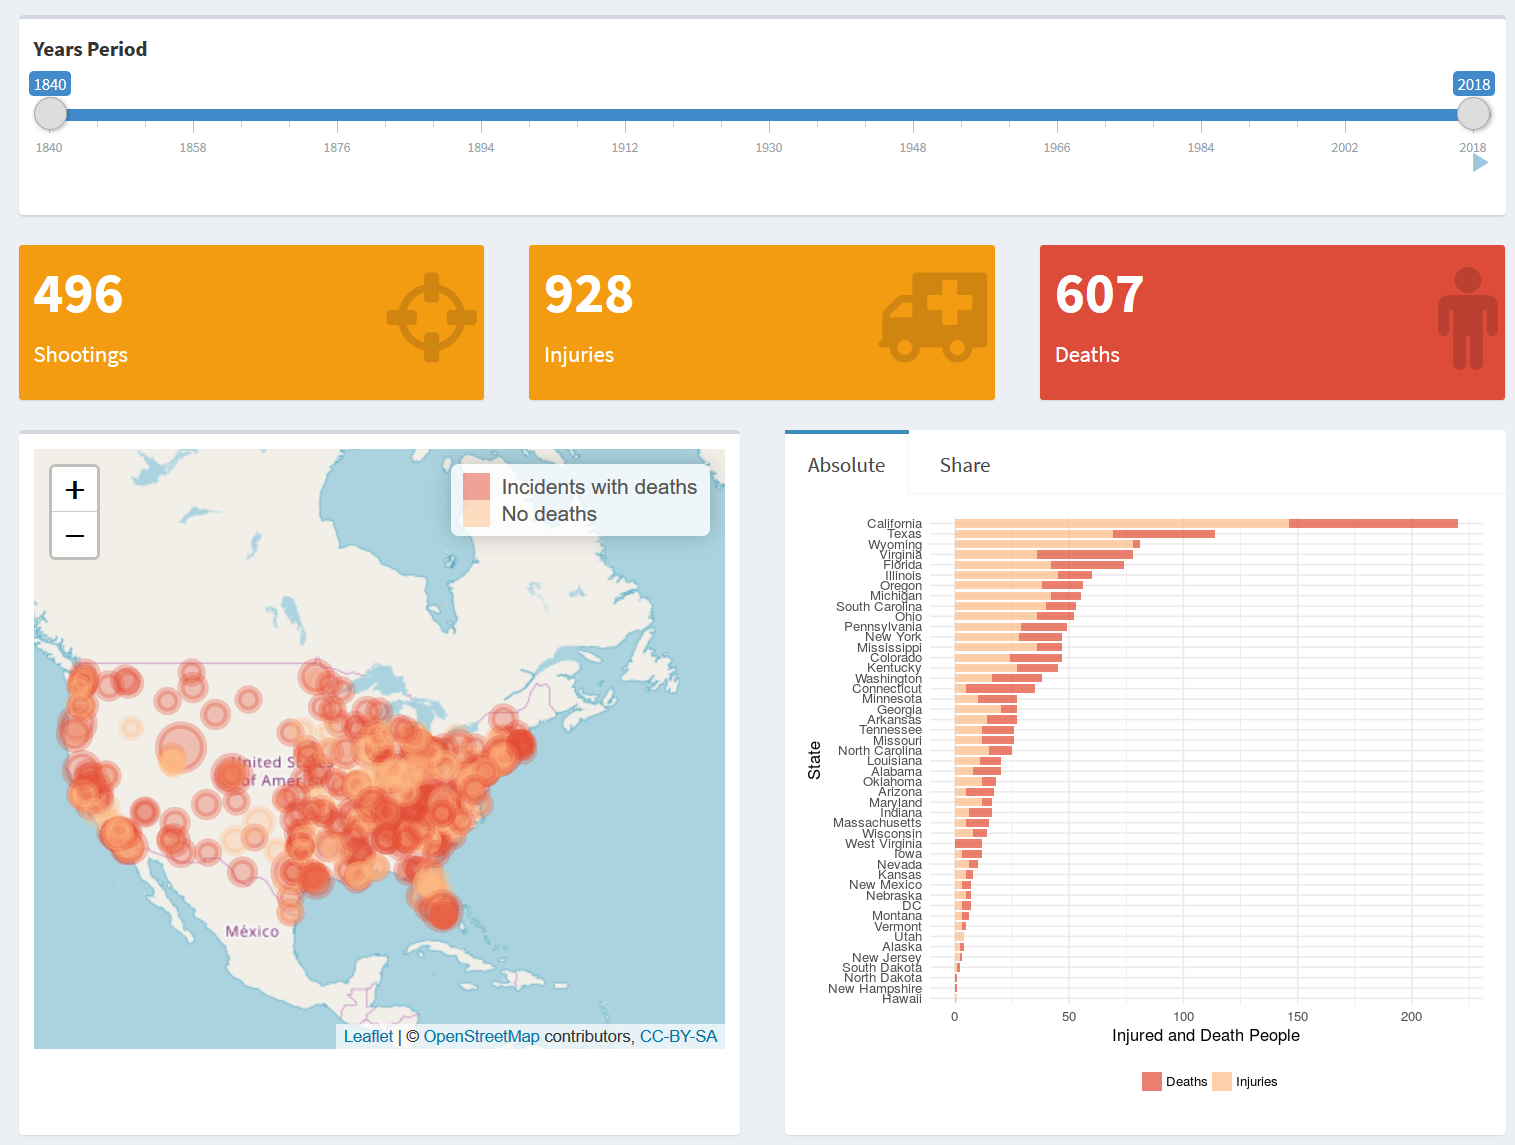 Years Period
1840
2018
1840 1858 1876 1894 1912 1930 1948 1966 1984 2002 2018
496
Shootings
928
Injuries
607
Deaths
+
−
Incidents with deaths
No deaths
United States
of America
México
Leaflet | © OpenStreetMap contributors, CC-BY-SA
Absolute Share
State
California
Texas
Wyoming
Virginia
Florida
Illinois
Oregon
Michigan
South Carolina
Ohio
Pennsylvania
New York
Mississippi
Colorado
Kentucky
Washington
Connecticut
Minnesota
Georgia
Arkansas
Tennessee
Missouri
North Carolina
Louisiana
Alabama
Oklahoma
Arizona
Maryland
Indiana
Massachusetts
Wisconsin
West Virginia
Iowa
Nevada
Kansas
New Mexico
Nebraska
DC
Montana
Vermont
Utah
Alaska
New Jersey
South Dakota
North Dakota
New Hampshire
Hawaii
0 50 100 150 200
Injured and Death People
Deaths Injuries